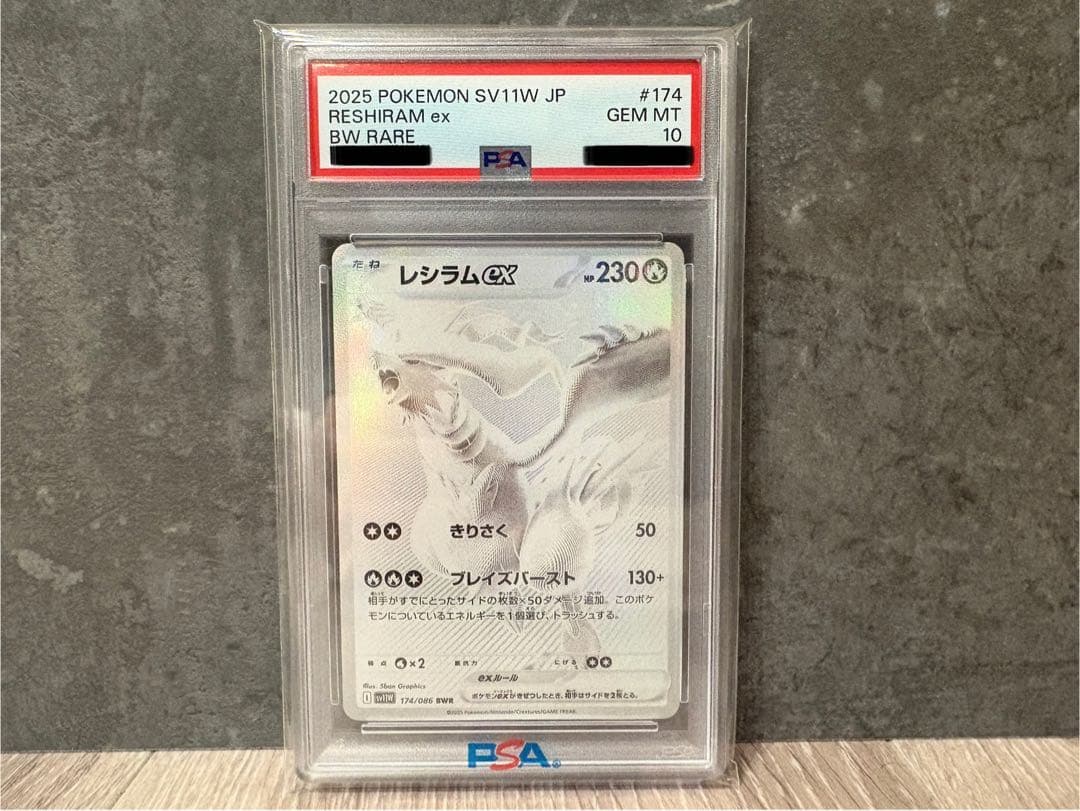 2025 POKEMON SV11W JP #174
RESHIRAM ex GEM MT
BW RARE 10
PSA
たね レシラムex HP 230
きりさく 50
ブレイズバースト 130+
相手がすでにとったサイドの枚数×50ダメージ追加。このポケ
モンについているエネルギーを1個選び、トラッシュする。
弱点 ×2 抵抗力 にげる
exルール
Illus. 5ban Graphics
ポケモンexがきぜつしたとき、相手はサイドを2枚とる。
I sv11W 174/086 BWR
©2025 Pokémon/Nintendo/Creatures/GAME FREAK.
PSA®